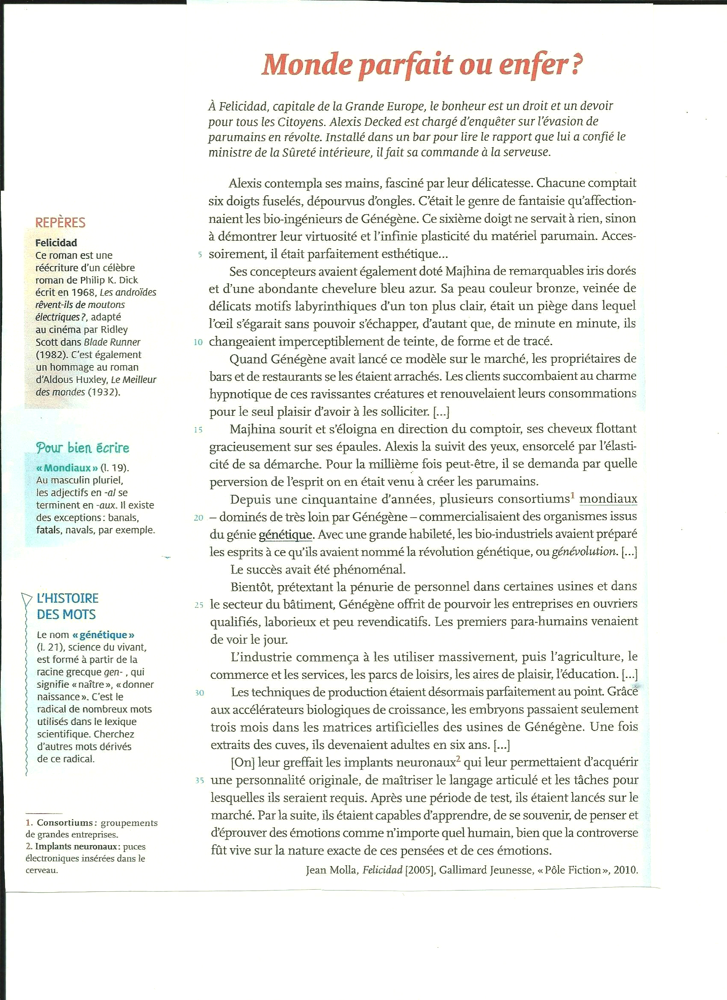 Monde parfait ou enfer ?
À Felicidad, capitale de la Grande Europe, le bonheur est un droit et un devoir
pour tous les Citoyens. Alexis Decked est chargé d'enquêter sur l'évasion de
parumains en révolte. Installé dans un bar pour lire le rapport que lui a confié le
ministre de la Sûreté intérieure, il fait sa commande à la serveuse.
Alexis contempla ses mains, fasciné par leur délicatesse. Chacune comptait
six doigts fuselés, dépourvus d'ongles. C'était le genre de fantaisie qu'affection-
naient les bio-ingénieurs de Génégène. Ce sixième doigt ne servait à rien, sinon
à démontrer leur virtuosité et l'infinie plasticité du matériel parumain. Acces-
5 soirement, il était parfaitement esthétique...
Ses concepteurs avaient également doté Majhina de remarquables iris dorés
et d'une abondante chevelure bleu azur. Sa peau couleur bronze, veinée de
délicats motifs labyrinthiques d'un ton plus clair, était un piège dans lequel
l'œil s'égarait sans pouvoir s'échapper, d'autant que, de minute en minute, ils
10 changeaient imperceptiblement de teinte, de forme et de tracé.
Quand Génégène avait lancé ce modèle sur le marché, les propriétaires de
bars et de restaurants se les étaient arrachés. Les clients succombaient au charme
hypnotique de ces ravissantes créatures et renouvelaient leurs consommations
pour le seul plaisir d'avoir à les solliciter. [...]
15 Majhina sourit et s'éloigna en direction du comptoir, ses cheveux flottant
gracieusement sur ses épaules. Alexis la suivit des yeux, ensorcelé par l'élasti-
cité de sa démarche. Pour la millième fois peut-être, il se demanda par quelle
perversion de l'esprit on en était venu à créer les parumains.
Depuis une cinquantaine d'années, plusieurs consortiums1 mondiaux
20 – dominés de très loin par Génégène – commercialisaient des organismes issus
du génie génétique. Avec une grande habileté, les bio-industriels avaient préparé
les esprits à ce qu'ils avaient nommé la révolution génétique, ou génévolution. [...]
Le succès avait été phénoménal.
Bientôt, prétextant la pénurie de personnel dans certaines usines et dans
25 le secteur du bâtiment, Génégène offrit de pourvoir les entreprises en ouvriers
qualifiés, laborieux et peu revendicatifs. Les premiers para-humains venaient
de voir le jour.
L'industrie commença à les utiliser massivement, puis l'agriculture, le
commerce et les services, les parcs de loisirs, les aires de plaisir, l'éducation. [...]
30 Les techniques de production étaient désormais parfaitement au point. Grâce
aux accélérateurs biologiques de croissance, les embryons passaient seulement
trois mois dans les matrices artificielles des usines de Génégène. Une fois
extraits des cuves, ils devenaient adultes en six ans. [...]
[On] leur greffait les implants neuronaux2 qui leur permettaient d'acquérir
35 une personnalité originale, de maîtriser le langage articulé et les tâches pour
lesquelles ils seraient requis. Après une période de test, ils étaient lancés sur le
marché. Par la suite, ils étaient capables d'apprendre, de se souvenir, de penser et
d'éprouver des émotions comme n'importe quel humain, bien que la controverse
fût vive sur la nature exacte de ces pensées et de ces émotions.
Jean Molla, Felicidad [2005], Gallimard Jeunesse, « Pôle Fiction », 2010.
REPÈRES
Felicidad
Ce roman est une
réécriture d'un célèbre
roman de Philip K. Dick
écrit en 1968, Les androïdes
rêvent-ils de moutons
électriques ?, adapté
au cinéma par Ridley
Scott dans Blade Runner
(1982). C'est également
un hommage au roman
d'Aldous Huxley, Le Meilleur
des mondes (1932).
Pour bien écrire
« Mondiaux » (l. 19).
Au masculin pluriel,
les adjectifs en -al se
terminent en -aux. Il existe
des exceptions : banals,
fatals, navals, par exemple.
L'HISTOIRE
DES MOTS
Le nom « génétique »
(l. 21), science du vivant,
est formé à partir de la
racine grecque gen- , qui
signifie « naître », « donner
naissance ». C'est le
radical de nombreux mots
utilisés dans le lexique
scientifique. Cherchez
d'autres mots dérivés
de ce radical.
1. Consortiums : groupements
de grandes entreprises.
2. Implants neuronaux : puces
électroniques insérées dans le
cerveau.